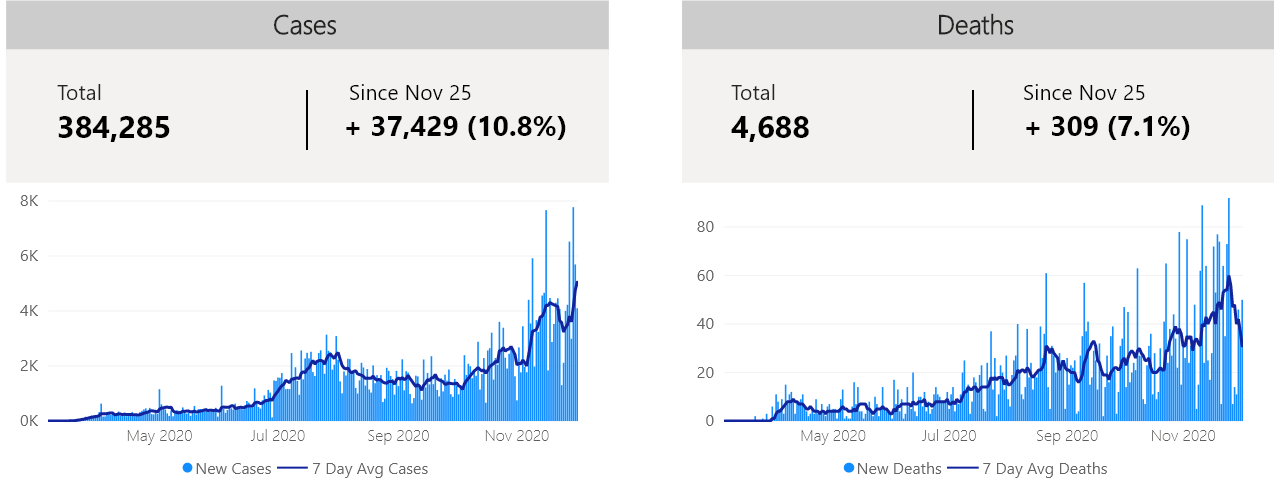 Cases
Total
384,285
Since Nov 25
+ 37,429 (10.8%)
8K
6K
4K
2K
0K
May 2020
Jul 2020
Sep 2020
Nov 2020
New Cases
7 Day Avg Cases
Deaths
Total
4,688
Since Nov 25
+ 309 (7.1%)
80
60
40
20
0
May 2020
Jul 2020
Sep 2020
Nov 2020
New Deaths
7 Day Avg Deaths